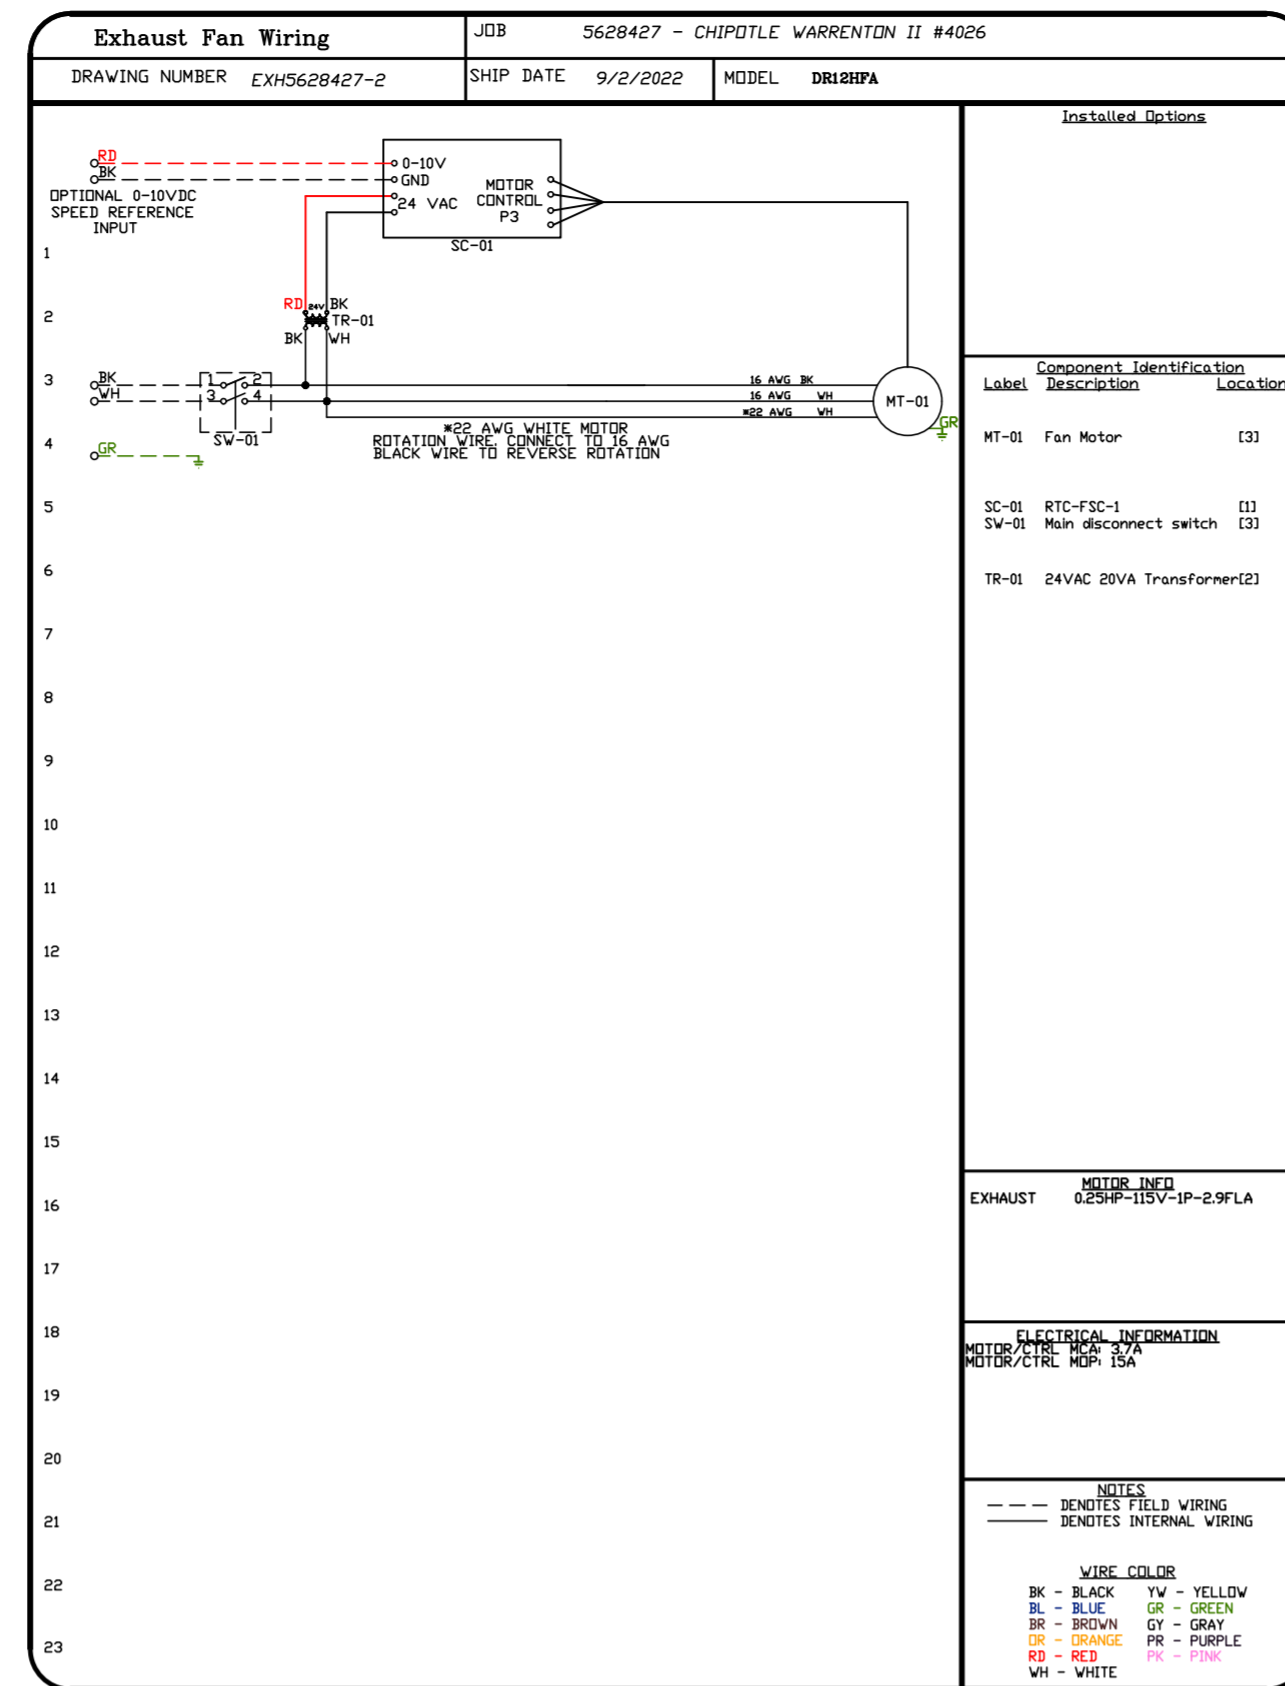 Exhaust Fan Wiring
JOB 5628427 - CHIPOTLE WARRENTON II #4026
DRAWING NUMBER EXH5628427-2
SHIP DATE 9/2/2022
MODEL DR12HFA
RD
BK
OPTIONAL 0-10VDC
SPEED REFERENCE
INPUT
0-10V
GND
24 VAC
MOTOR
CONTROL
P3
SC-01
RD 24V BK
TR-01
BK WH
BK
WH
1 2
3 4
SW-01
GR
16 AWG BK
16 AWG WH
*22 AWG WH
MT-01
GR
*22 AWG WHITE MOTOR
ROTATION WIRE. CONNECT TO 16 AWG
BLACK WIRE TO REVERSE ROTATION
1
2
3
4
5
6
7
8
9
10
11
12
13
14
15
16
17
18
19
20
21
22
23
Installed Options
Component Identification
Label Description Location
MT-01 Fan Motor [3]
SC-01 RTC-FSC-1 [1]
SW-01 Main disconnect switch [3]
TR-01 24VAC 20VA Transformer[2]
MOTOR INFO
EXHAUST 0.25HP-115V-1P-2.9FLA
ELECTRICAL INFORMATION
MOTOR/CTRL MCA: 3.7A
MOTOR/CTRL MOP: 15A
NOTES
DENOTES FIELD WIRING
DENOTES INTERNAL WIRING
WIRE COLOR
BK - BLACK YW - YELLOW
BL - BLUE GR - GREEN
BR - BROWN GY - GRAY
OR - ORANGE PR - PURPLE
RD - RED PK - PINK
WH - WHITE